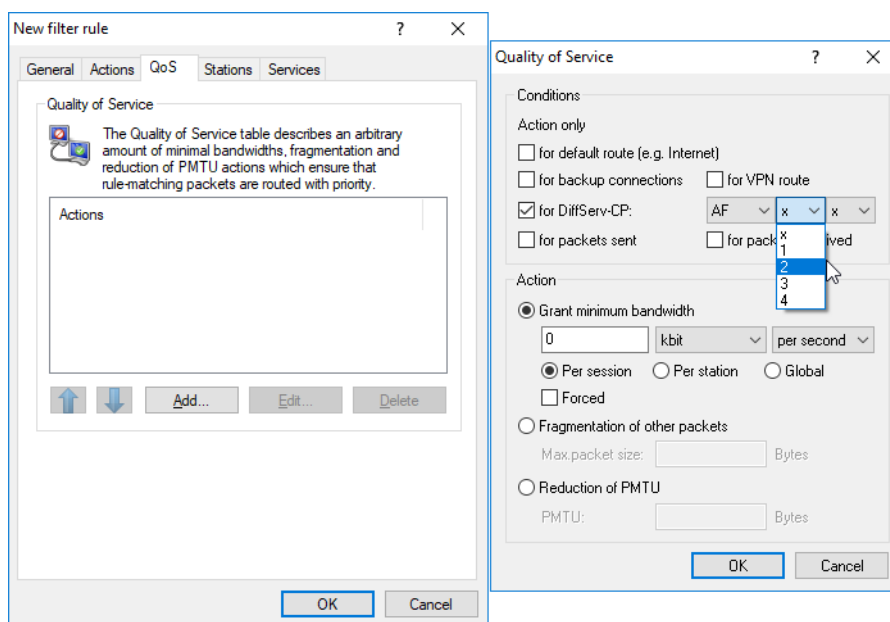 New filter rule ?
General Actions QoS Stations Services
Quality of Service
The Quality of Service table describes an arbitrary
amount of minimal bandwidths, fragmentation and
reduction of PMTU actions which ensure that
rule-matching packets are routed with priority.
Actions
Add... Edit... Delete
OK Cancel
Quality of Service ?
Conditions
Action only
for default route (e.g. Internet)
for backup connections for VPN route
for DiffServ-CP: AF x x
x
1
2
3
4
for packets sent for pack ived
Action
Grant minimum bandwidth
0 kbit per second
Per session Per station Global
Forced
Fragmentation of other packets
Max.packet size: Bytes
Reduction of PMTU
PMTU: Bytes
OK Cancel